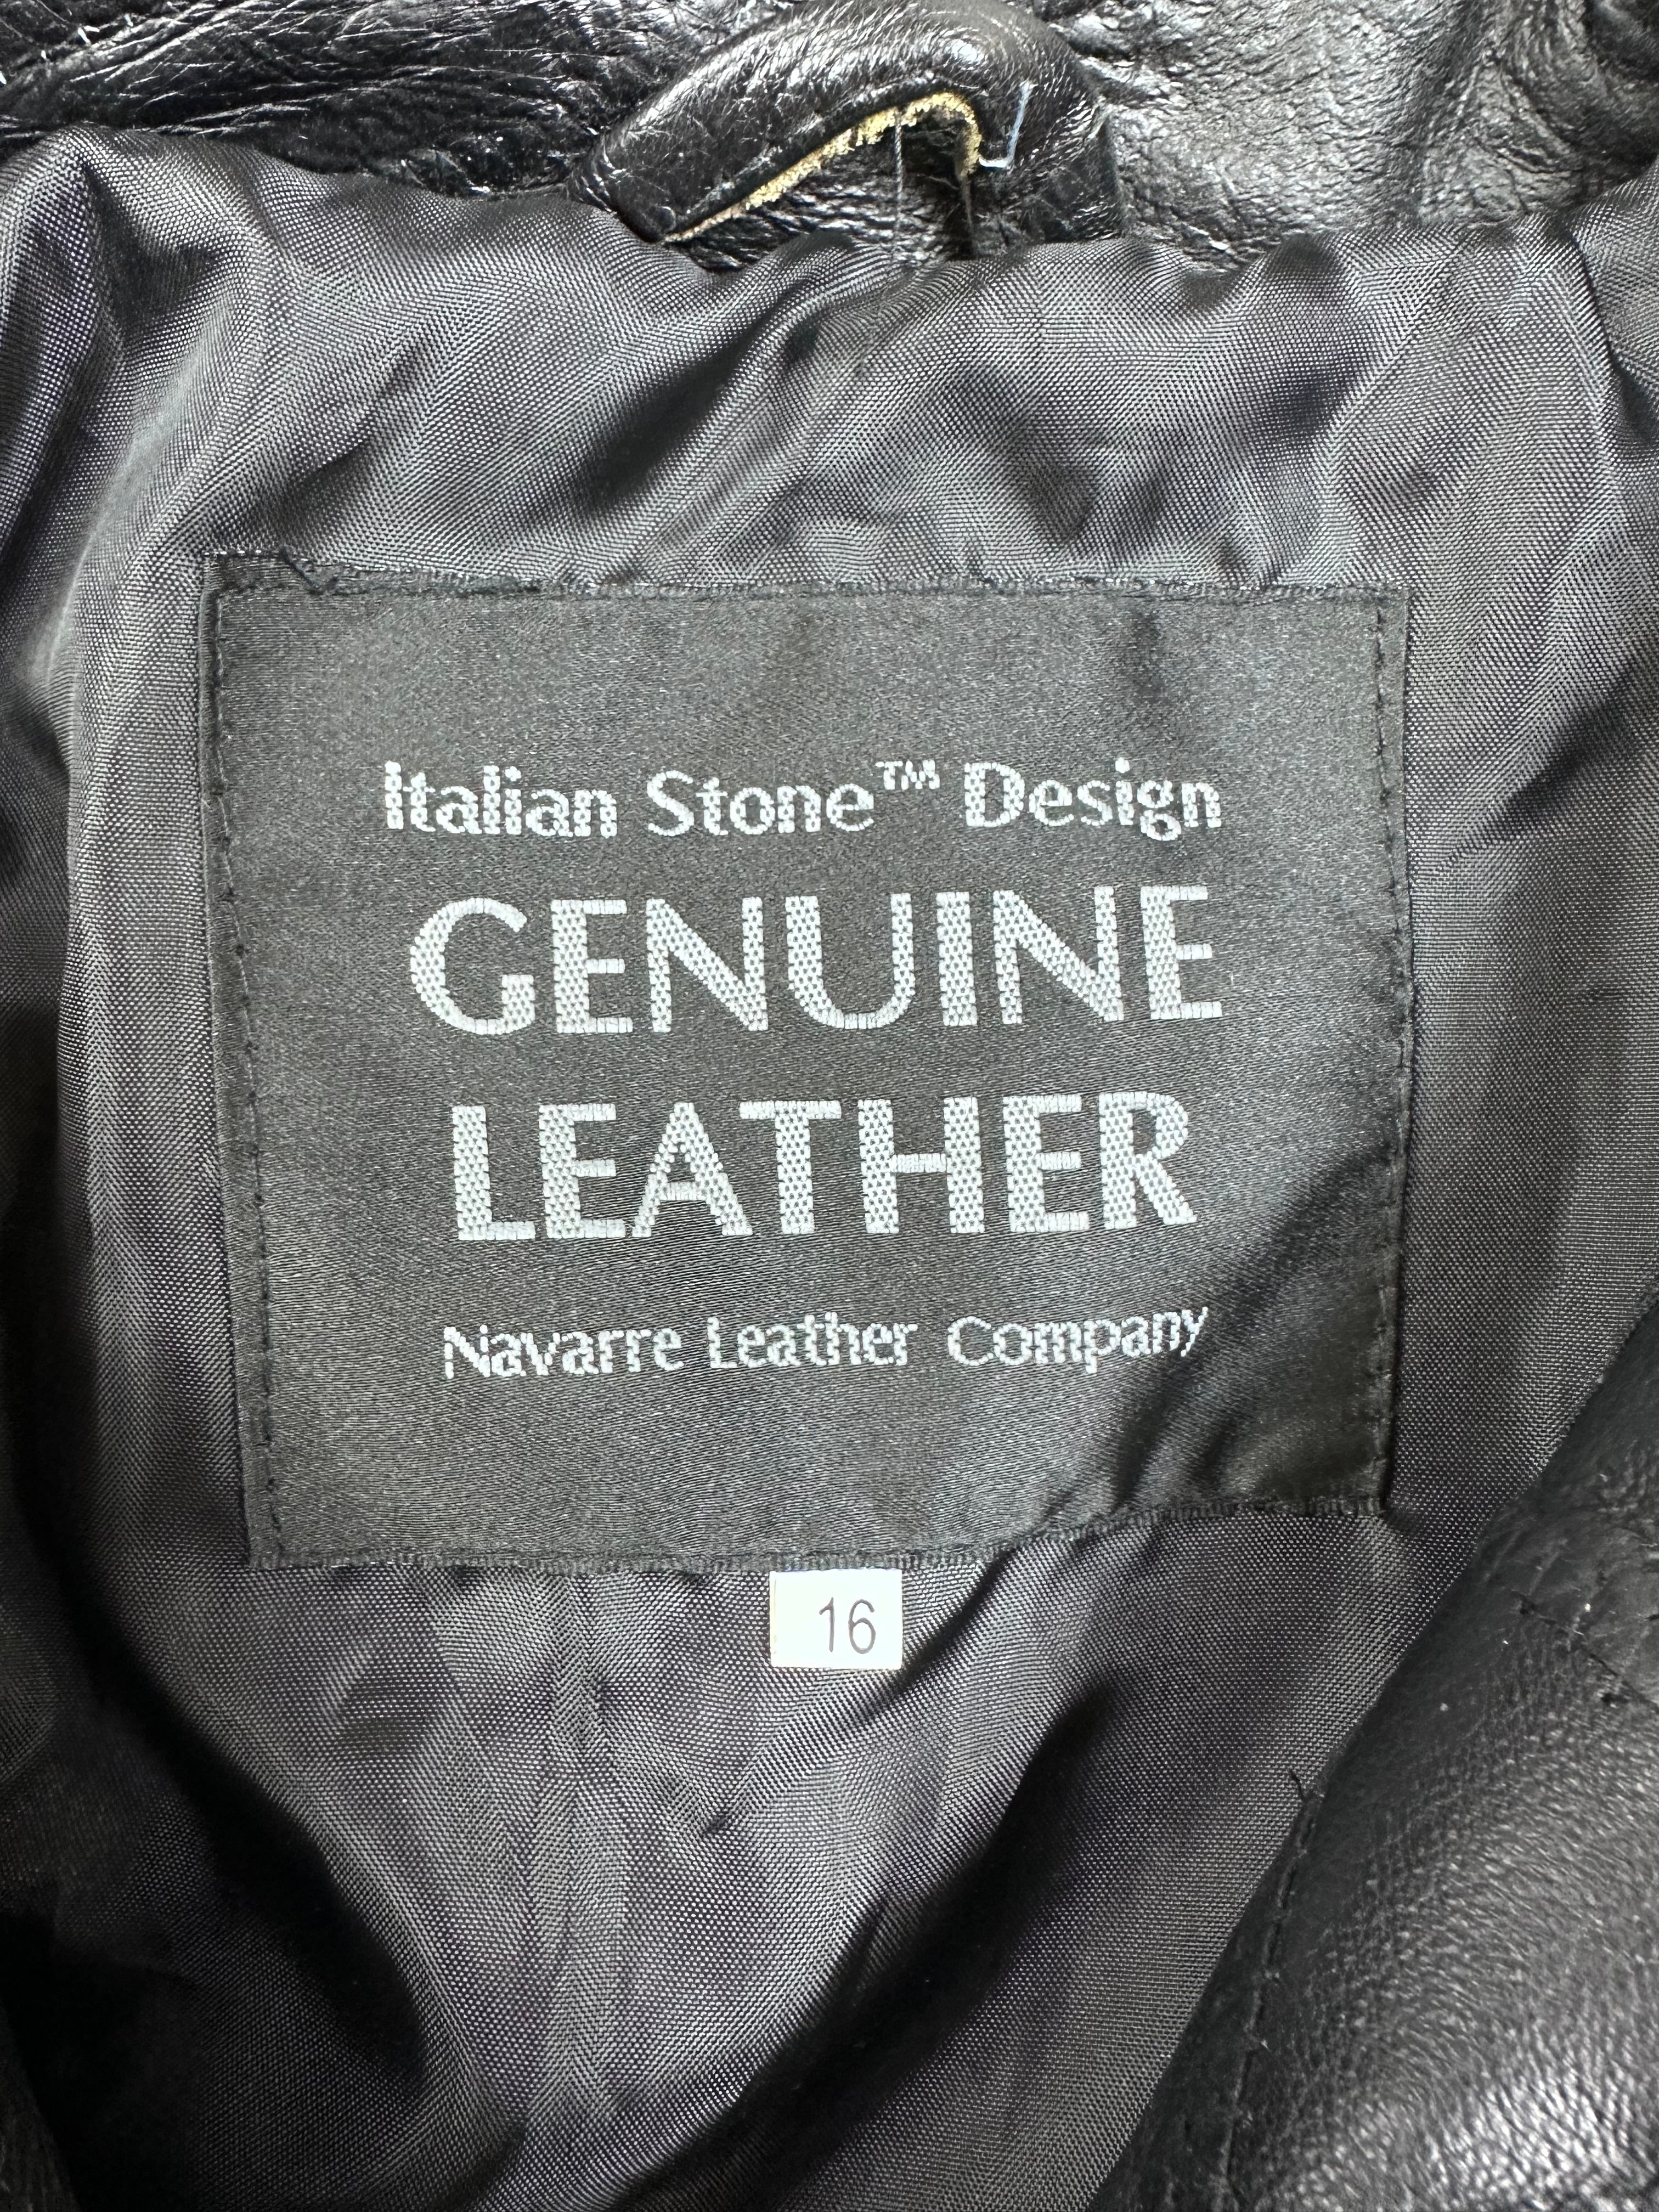 Italian Stone™ Design
GENUINE
LEATHER
Navarre Leather Company
16